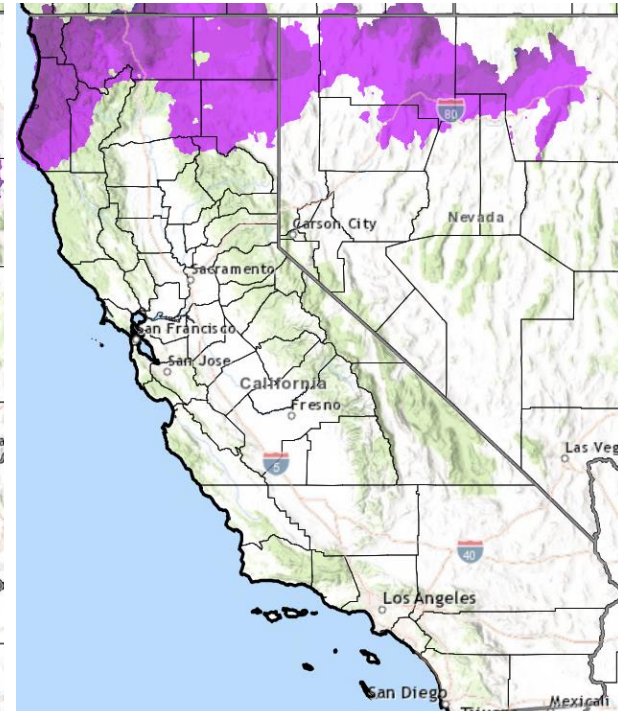 80
Carson City
Nevada
Sacramento
San Francisco
San Jose
California
Fresno
Las Veg
5
40
Los Angeles
San Diego
Mexicali